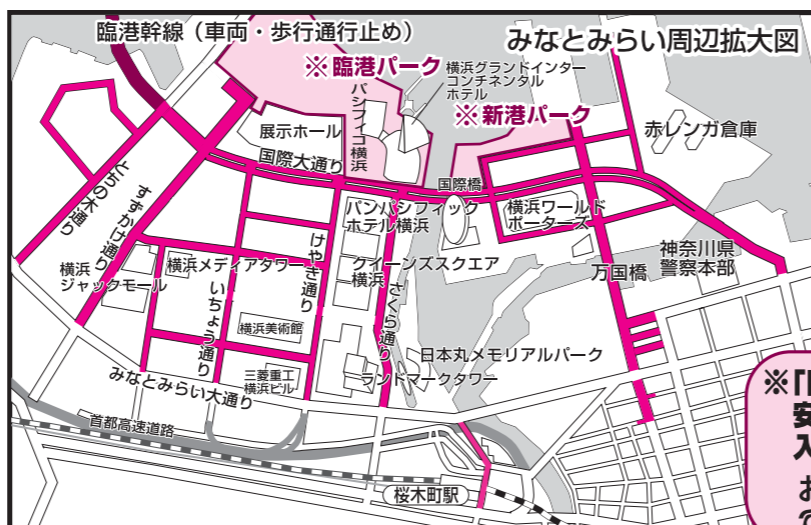 臨港幹線（車両・歩行通行止め）
みなとみらい周辺拡大図
※臨港パーク
横浜グランドインター
コンチネンタル
ホテル
パシフィコ横浜
※新港パーク
赤レンガ倉庫
展示ホール
国際大通り
国際橋
とちの木通り
すずかけ通り
パンパシフィック
ホテル横浜
横浜ワールド
ポーターズ
けやき通り
神奈川県
警察本部
万国橋
横浜
ジャックモール
横浜メディアタワー
クイーンズスクエア
横浜
いちょう通り
さくら通り
横浜美術館
日本丸メモリアルパーク
三菱重工
横浜ビル
ランドマークタワー
みなとみらい大通り
首都高速道路
桜木町駅
※「
安
入
お
の